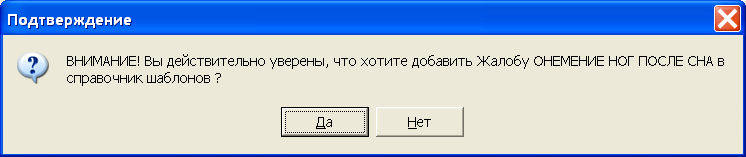 Подтверждение
ВНИМАНИЕ! Вы действительно уверены, что хотите добавить Жалобу ОНЕМЕНИЕ НОГ ПОСЛЕ СНА в
справочник шаблонов ?
Да Нет